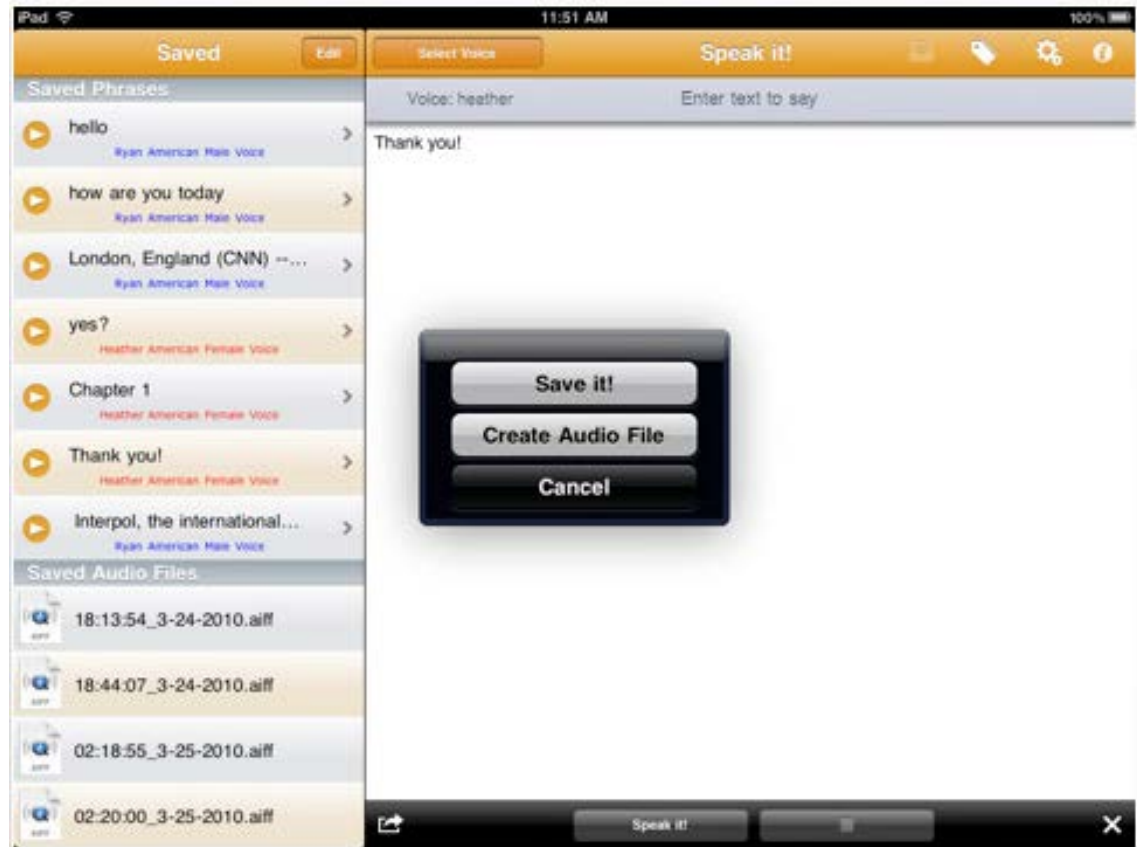 iPad 11:51 AM 100%
Saved Edit
Saved Phrases
hello
Ryan American Male Voice
how are you today
Ryan American Male Voice
London, England (CNN) --...
Ryan American Male Voice
yes?
Heather American Female Voice
Chapter 1
Heather American Female Voice
Thank you!
Heather American Female Voice
Interpol, the international...
Ryan American Male Voice
Saved Audio Files
18:13:54_3-24-2010.aiff
AIFF
18:44:07_3-24-2010.aiff
AIFF
02:18:55_3-25-2010.aiff
AIFF
02:20:00_3-25-2010.aiff
AIFF
Select Voice Speak it!
Voice: heather Enter text to say
Thank you!
Save it!
Create Audio File
Cancel
Speak it!